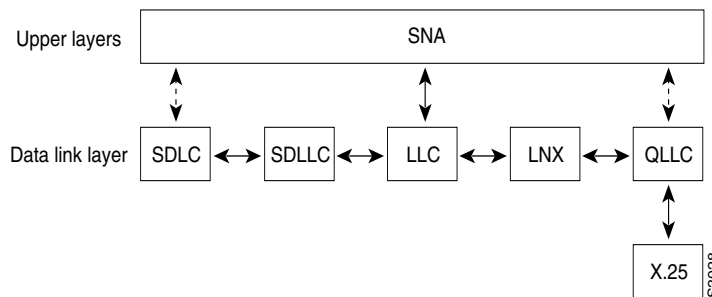 Upper layers
SNA
Data link layer
SDLC
SDLLC
LLC
LNX
QLLC
X.25